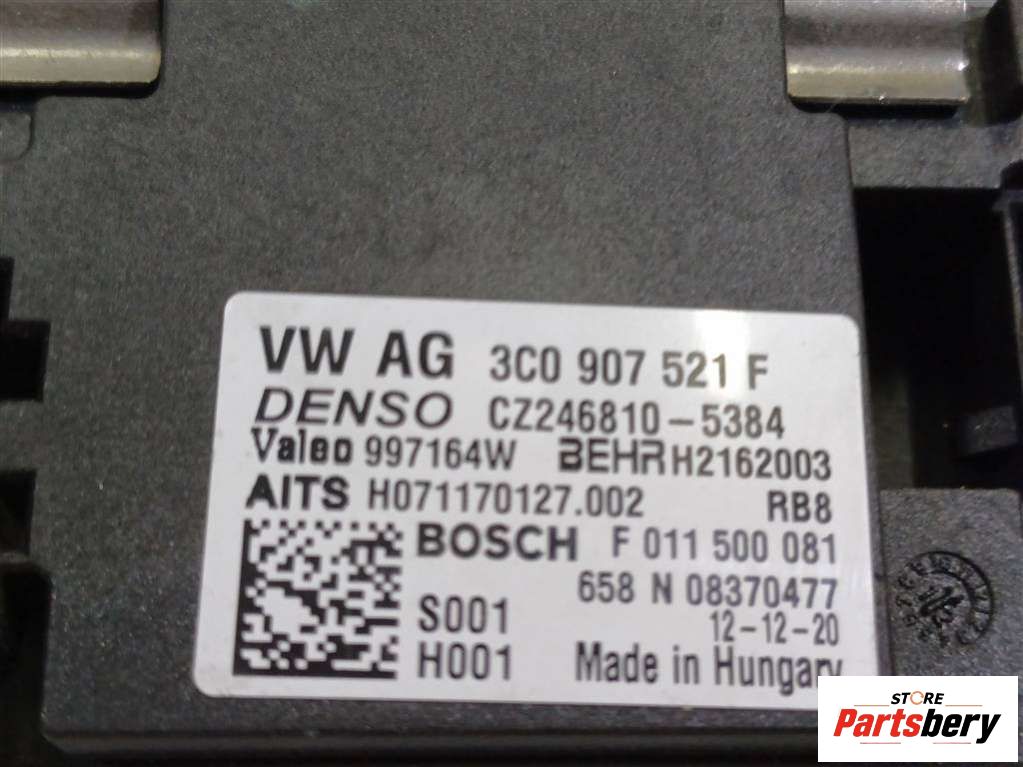 VW AG 3C0 907 521 F
DENSO CZ246810-5384
Valeo 997164W BEHR H2162003
AITS H071170127.002 RB8
BOSCH F 011 500 081
658 N 08370477
S001 12-12-20
H001 Made in Hungary
STORE
Partsbery